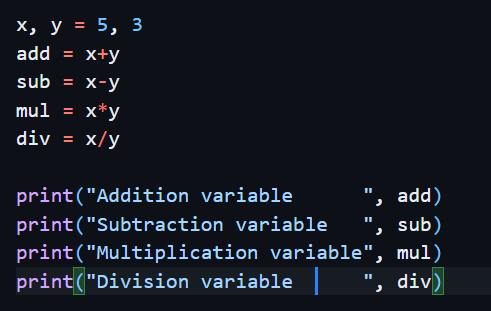 x, y = 5, 3
add = x+y
sub = x-y
mul = x*y
div = x/y

print("Addition variable      ", add)
print("Subtraction variable   ", sub)
print("Multiplication variable", mul)
print("Division variable      ", div)